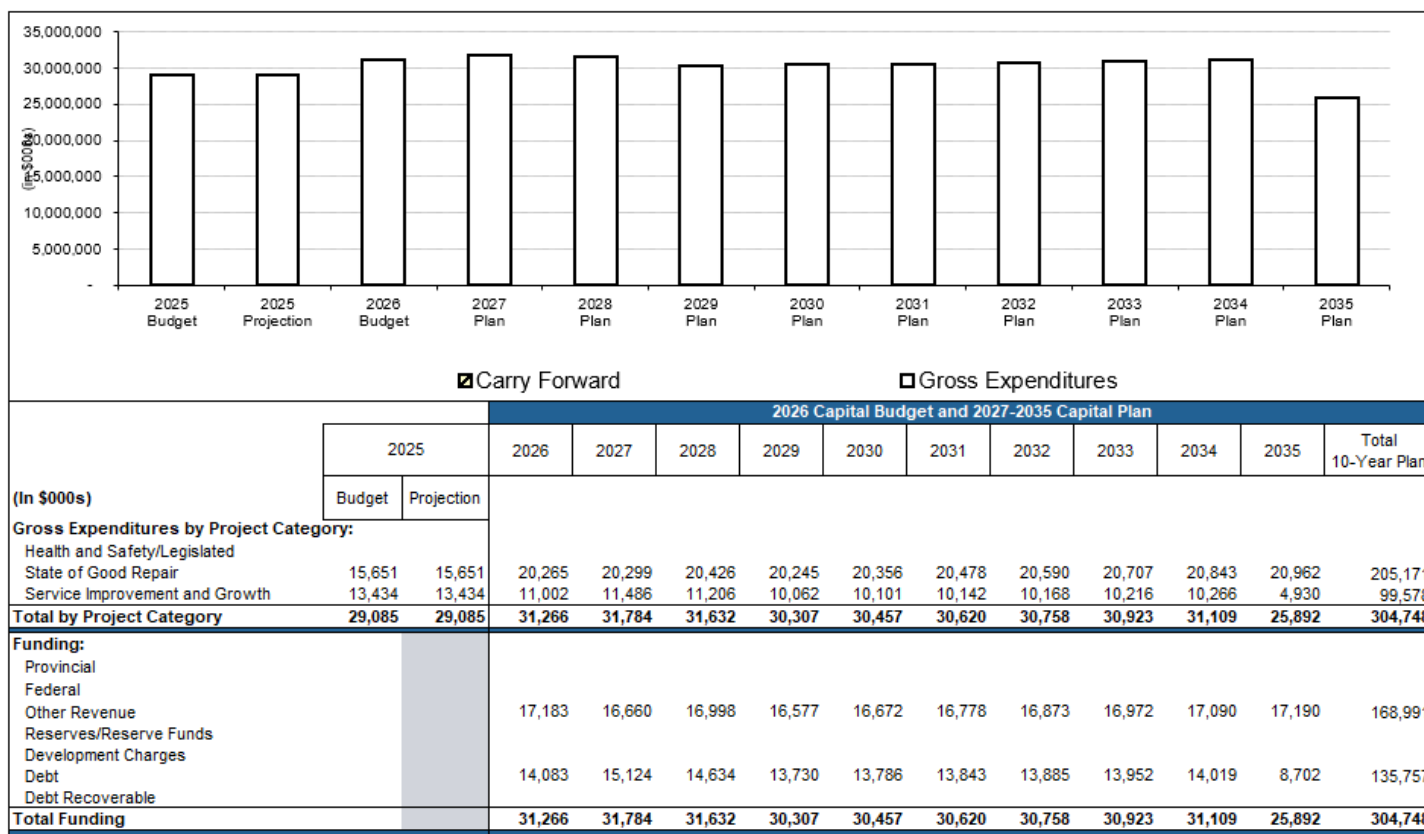 35,000,000
30,000,000
25,000,000
20,000,000
15,000,000
10,000,000
5,000,000
-
(in $000s)
2025 Budget 2025 Projection 2026 Budget 2027 Plan 2028 Plan 2029 Plan 2030 Plan 2031 Plan 2032 Plan 2033 Plan 2034 Plan 2035 Plan
Carry Forward Gross Expenditures
2026 Capital Budget and 2027-2035 Capital Plan
2025 2026 2027 2028 2029 2030 2031 2032 2033 2034 2035 Total 10-Year Plan
(In $000s) Budget Projection
Gross Expenditures by Project Category:
Health and Safety/Legislated
State of Good Repair 15,651 15,651 20,265 20,299 20,426 20,245 20,356 20,478 20,590 20,707 20,843 20,962 205,171
Service Improvement and Growth 13,434 13,434 11,002 11,486 11,206 10,062 10,101 10,142 10,168 10,216 10,266 4,930 99,578
Total by Project Category 29,085 29,085 31,266 31,784 31,632 30,307 30,457 30,620 30,758 30,923 31,109 25,892 304,748
Funding:
Provincial
Federal
Other Revenue 17,183 16,660 16,998 16,577 16,672 16,778 16,873 16,972 17,090 17,190 168,991
Reserves/Reserve Funds
Development Charges
Debt 14,083 15,124 14,634 13,730 13,786 13,843 13,885 13,952 14,019 8,702 135,757
Debt Recoverable
Total Funding 31,266 31,784 31,632 30,307 30,457 30,620 30,758 30,923 31,109 25,892 304,748